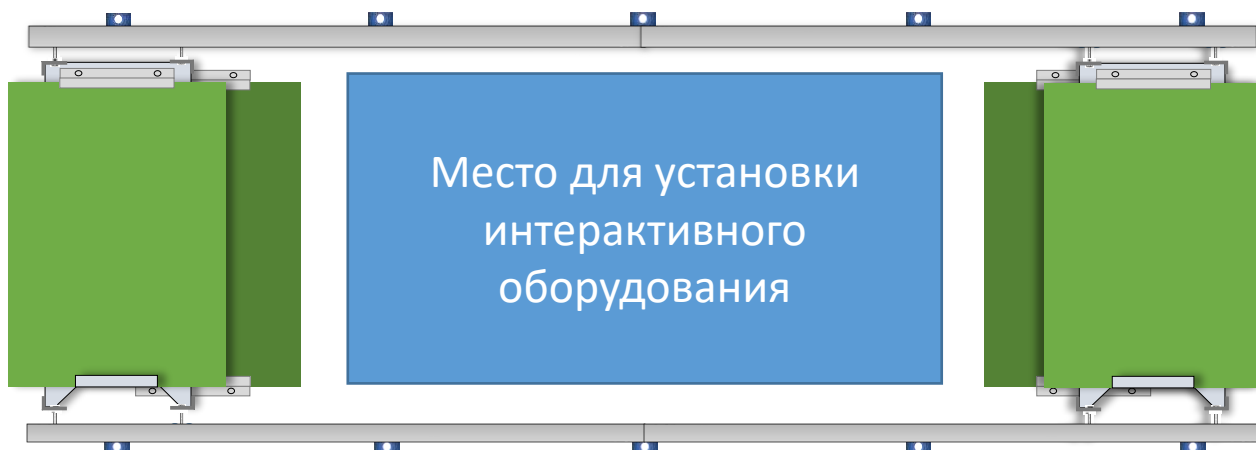 Место для установки
интерактивного
оборудования